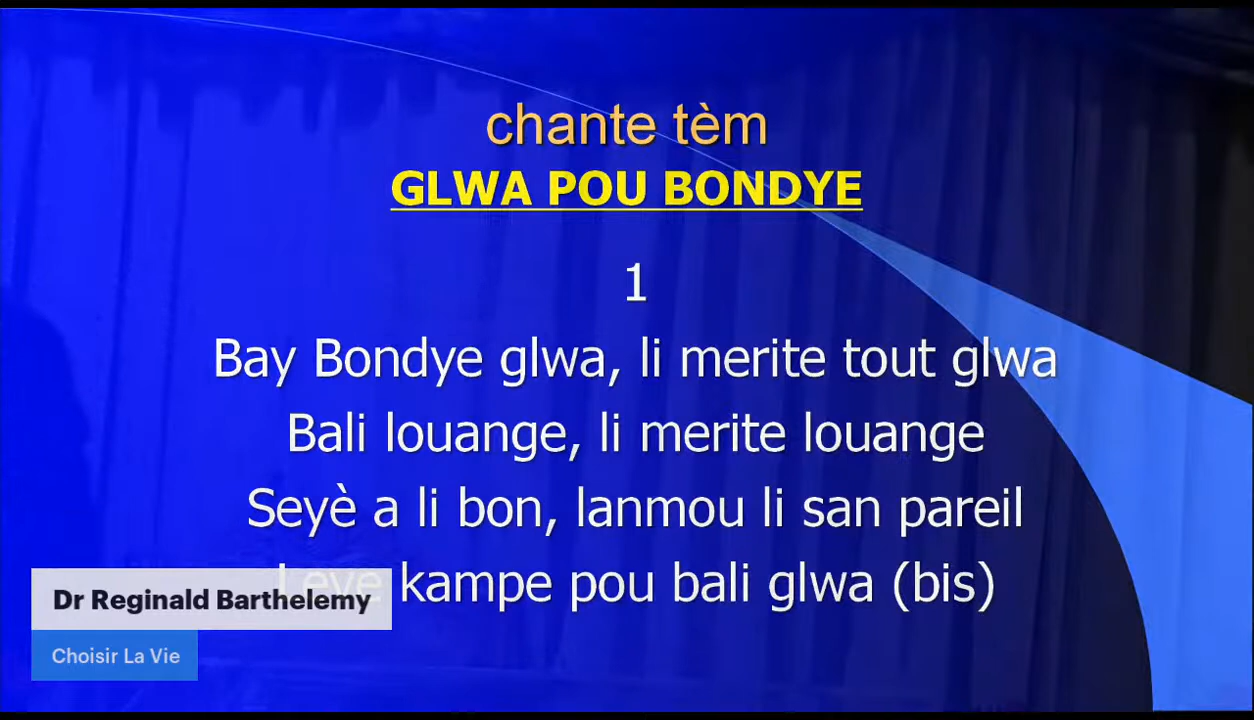 chante tèm
GLWA POU BONDYE
1
Bay Bondye glwa, li merite tout glwa
Bali louange, li merite louange
Seyè a li bon, lanmou li san pareil
Leve kampe pou bali glwa (bis)
Dr Reginald Barthelemy
Choisir La Vie